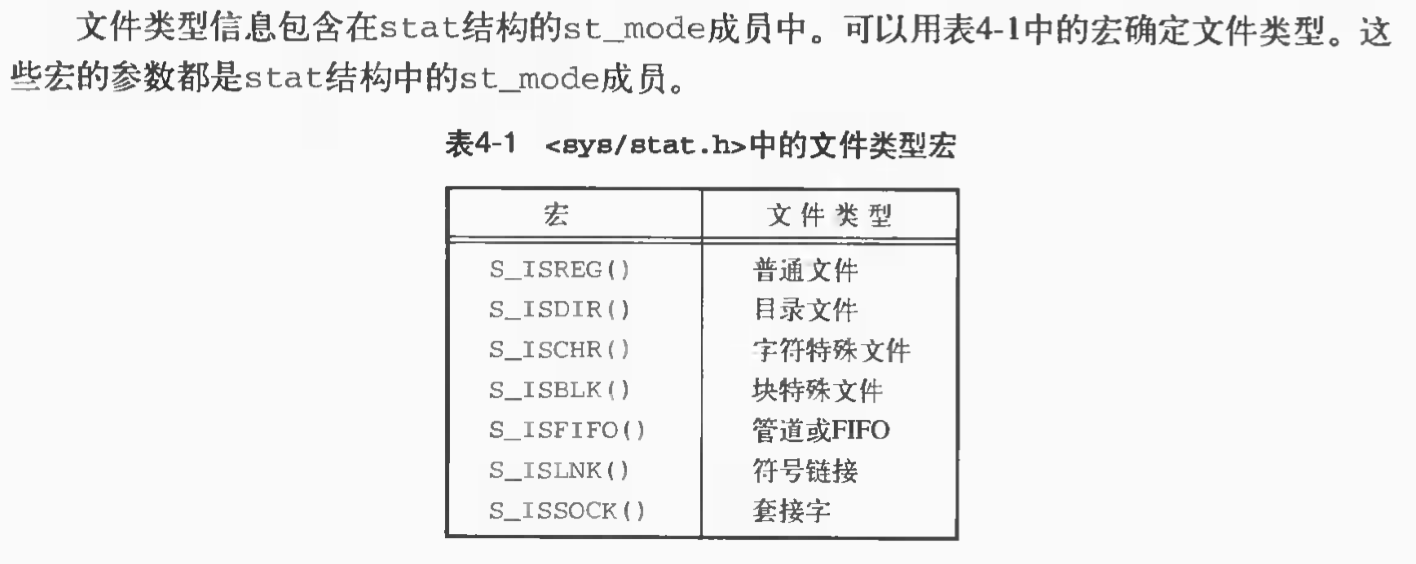 文件类型信息包含在stat结构的st_mode成员中。可以用表4-1中的宏确定文件类型。这
些宏的参数都是stat结构中的st_mode成员。
表4-1 <sys/stat.h>中的文件类型宏
宏 文件类型
S_ISREG() 普通文件
S_ISDIR() 目录文件
S_ISCHR() 字符特殊文件
S_ISBLK() 块特殊文件
S_ISFIFO() 管道或FIFO
S_ISLNK() 符号链接
S_ISSOCK() 套接字